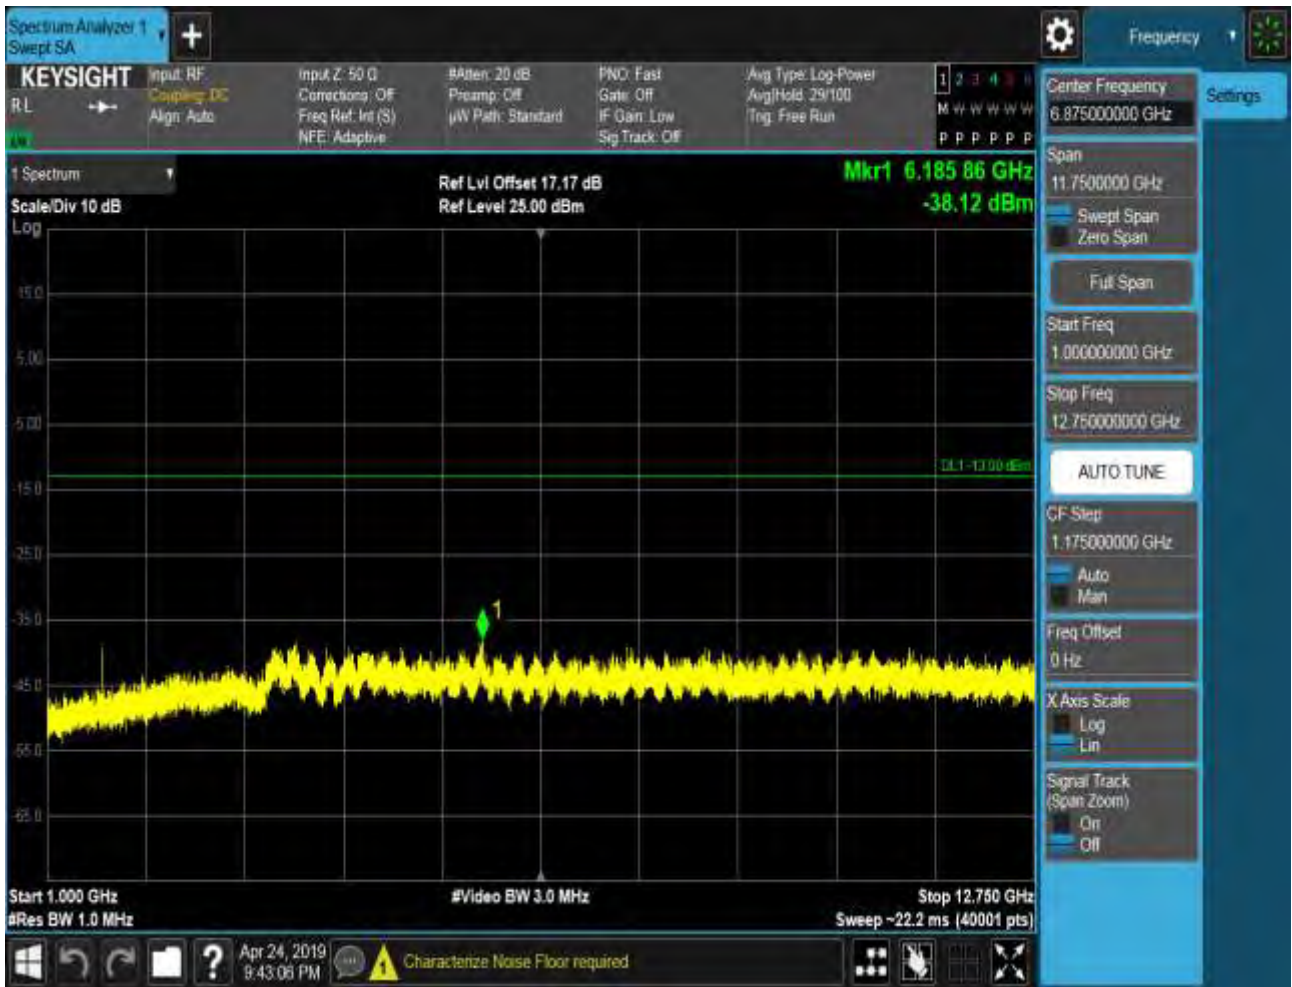 Spectrum Analyzer 1
Swept SA
Frequency
KEYSIGHT
RL
Input: RF
Coupling: DC
Align: Auto
Input Z: 50 Ω
Corrections: Off
Freq Ref: Int (S)
NFE: Adaptive
#Atten: 20 dB
Preamp: Off
µW Path: Standard
PNO: Fast
Gate: Off
IF Gain: Low
Sig Track: Off
Avg Type: Log-Power
Avg|Hold: 29/100
Trig: Free Run
1 2 3 4 5 6
M W W W W W
P P P P P P
Center Frequency
6.875000000 GHz
Settings
1 Spectrum
Scale/Div 10 dB
Log
Ref Lvl Offset 17.17 dB
Ref Level 25.00 dBm
Mkr1 6.185 86 GHz
-38.12 dBm
Span
11.7500000 GHz
Swept Span
Zero Span
Full Span
Start Freq
1.000000000 GHz
Stop Freq
12.750000000 GHz
AUTO TUNE
CF Step
1.175000000 GHz
Auto
Man
Freq Offset
0 Hz
X Axis Scale
Log
Lin
Signal Track
(Span Zoom)
On
Off
15.0
5.00
-5.00
DL1 -13.00 dBm
-15.0
-25.0
-35.0
1
-45.0
-55.0
-65.0
Start 1.000 GHz
#Res BW 1.0 MHz
#Video BW 3.0 MHz
Stop 12.750 GHz
Sweep ~22.2 ms (40001 pts)
?
Apr 24, 2019
9:43:06 PM
Characterize Noise Floor required